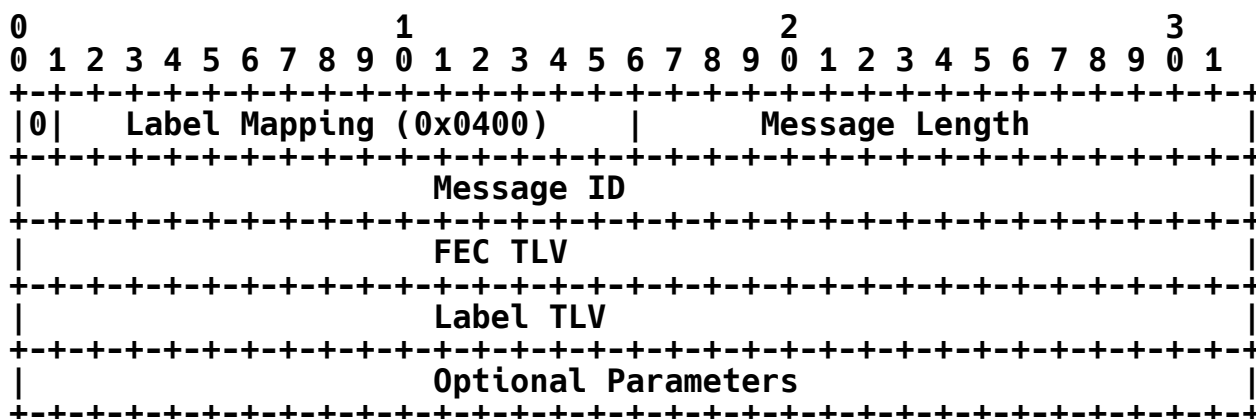 0                   1                   2                   3
0 1 2 3 4 5 6 7 8 9 0 1 2 3 4 5 6 7 8 9 0 1 2 3 4 5 6 7 8 9 0 1
+-+-+-+-+-+-+-+-+-+-+-+-+-+-+-+-+-+-+-+-+-+-+-+-+-+-+-+-+-+-+-+-+
|0|   Label Mapping (0x0400)    |      Message Length           |
+-+-+-+-+-+-+-+-+-+-+-+-+-+-+-+-+-+-+-+-+-+-+-+-+-+-+-+-+-+-+-+-+
|                     Message ID                                |
+-+-+-+-+-+-+-+-+-+-+-+-+-+-+-+-+-+-+-+-+-+-+-+-+-+-+-+-+-+-+-+-+
|                     FEC TLV                                   |
+-+-+-+-+-+-+-+-+-+-+-+-+-+-+-+-+-+-+-+-+-+-+-+-+-+-+-+-+-+-+-+-+
|                     Label TLV                                 |
+-+-+-+-+-+-+-+-+-+-+-+-+-+-+-+-+-+-+-+-+-+-+-+-+-+-+-+-+-+-+-+-+
|                     Optional Parameters                       |
+-+-+-+-+-+-+-+-+-+-+-+-+-+-+-+-+-+-+-+-+-+-+-+-+-+-+-+-+-+-+-+-+